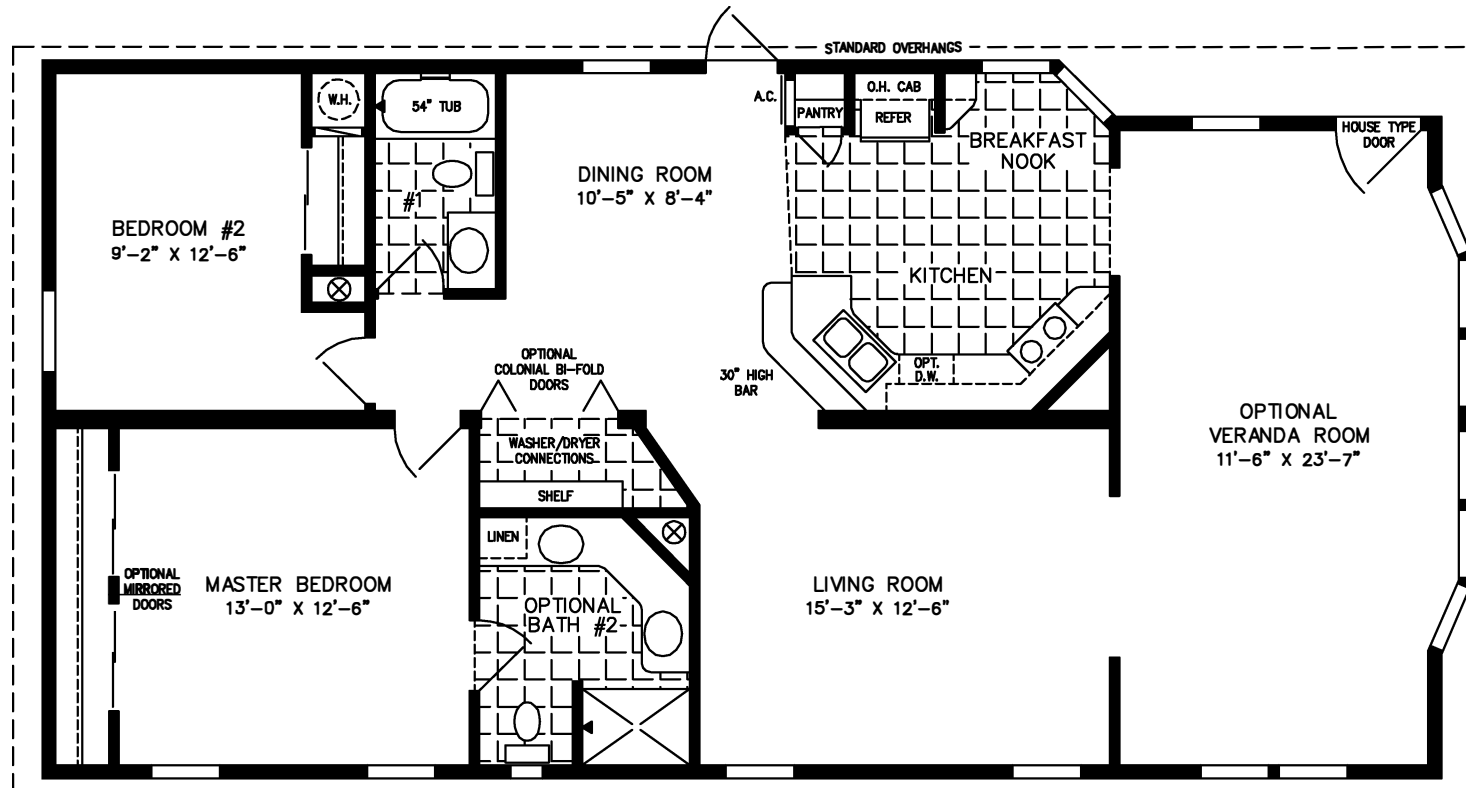 STANDARD OVERHANGS
W.H.
54" TUB
A.C.
PANTRY
O.H. CAB
REFER
BREAKFAST
NOOK
HOUSE TYPE
DOOR
#1
DINING ROOM
10'-5" X 8'-4"
BEDROOM #2
9'-2" X 12'-6"
KITCHEN
OPTIONAL
COLONIAL BI-FOLD
DOORS
30" HIGH
BAR
OPT.
D.W.
OPTIONAL
VERANDA ROOM
11'-6" X 23'-7"
WASHER/DRYER
CONNECTIONS
SHELF
LINEN
OPTIONAL
MIRRORED
DOORS
MASTER BEDROOM
13'-0" X 12'-6"
OPTIONAL
BATH #2
LIVING ROOM
15'-3" X 12'-6"